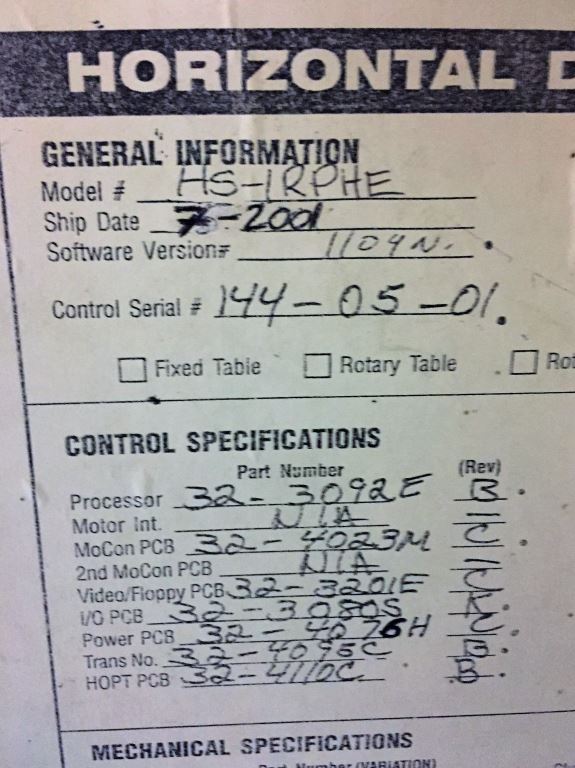 HORIZONTAL
GENERAL INFORMATION
Model # HS-1RPHE
Ship Date -2001
Software Version# 1104N.
Control Serial # 144-05-01.
Fixed Table Rotary Table
CONTROL SPECIFICATIONS
Part Number (Rev)
Processor 32-3092E B
Motor Int. N/A —
MoCon PCB 32-4023M C
2nd MoCon PCB N/A —
Video/Floppy PCB 32-3201E C
I/O PCB 32-3080S
Power PCB 32-4076H C
Trans No. 32-4095C B
HOPT PCB 32-4110C B
MECHANICAL SPECIFICATIONS
Number (VARIATION)